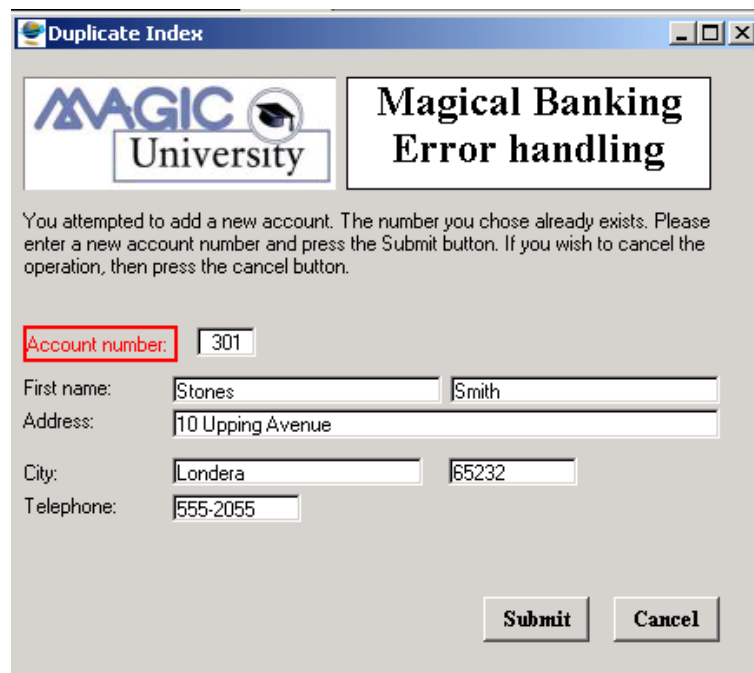 Duplicate Index
MAGIC
University
Magical Banking
Error handling
You attempted to add a new account. The number you chose already exists. Please
enter a new account number and press the Submit button. If you wish to cancel the
operation, then press the cancel button.
Account number: 301
First name: Stones Smith
Address: 10 Upping Avenue
City: Londera 65232
Telephone: 555-2055
Submit Cancel